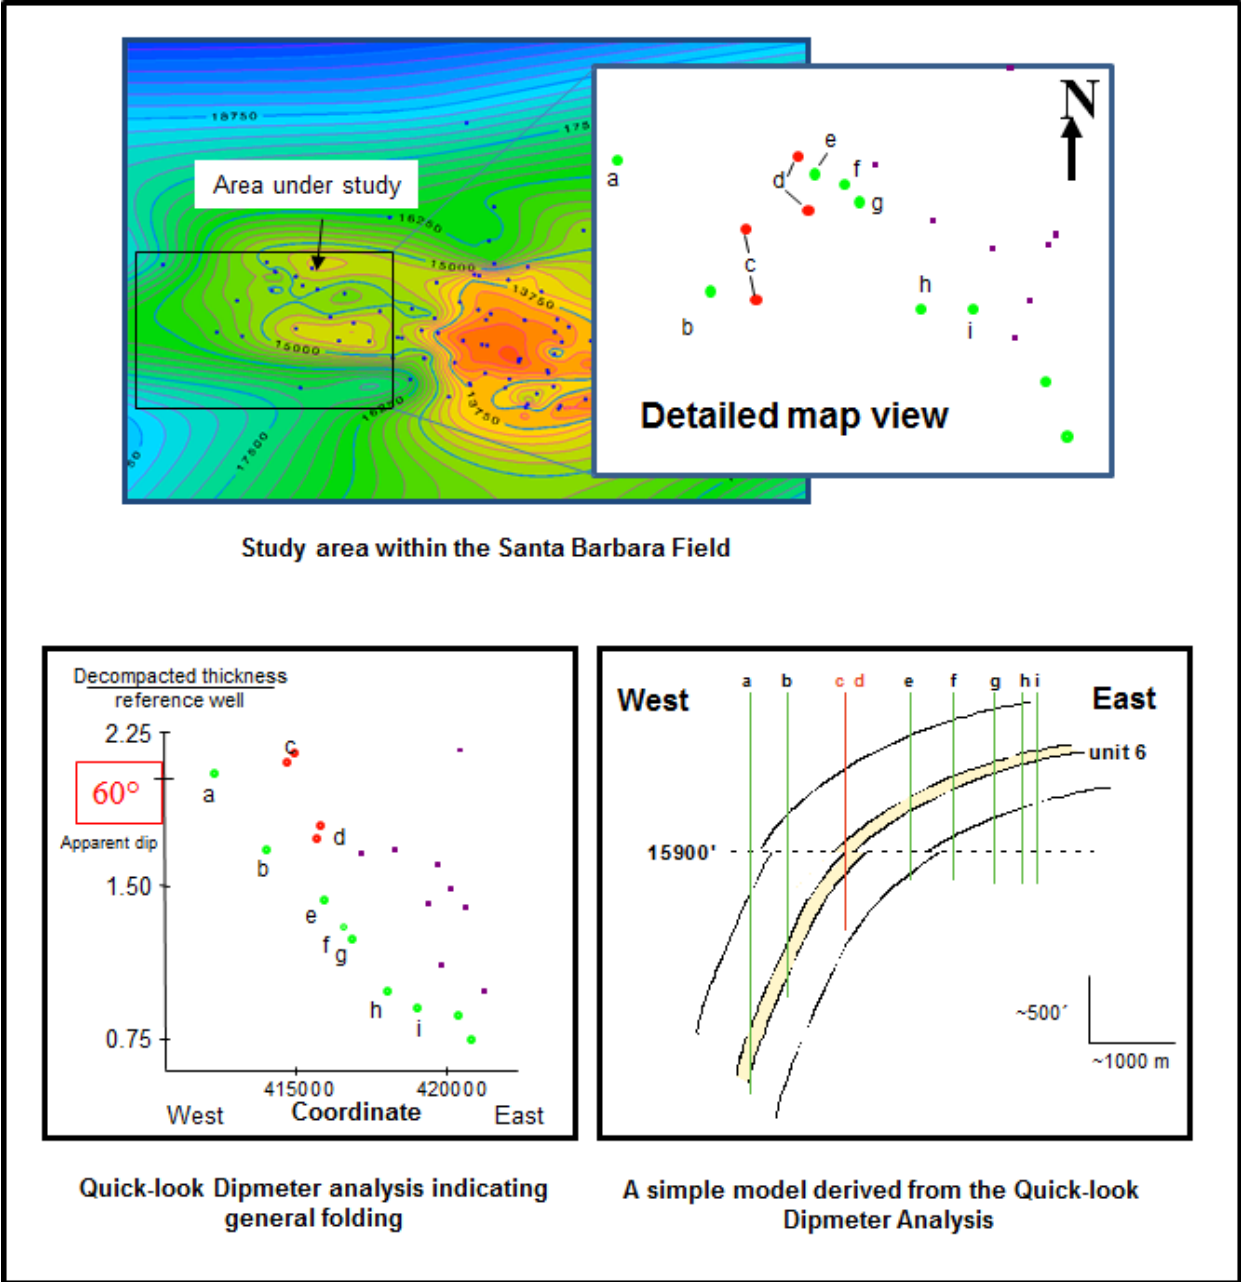 18750
175
Area under study
16250
15000
13750
15000
16250
13750
17500
50
N
e
a
d
f
g
c
h
b
i
Detailed map view
Study area within the Santa Barbara Field
Decompacted thickness
reference well
2.25
c
60°
a
Apparent dip
d
b
1.50
e
f
g
h
i
0.75
415000
420000
West
Coordinate
East
a b c d e f g h i
West
East
unit 6
15900'
~500´
~1000 m
Quick-look Dipmeter analysis indicating
general folding
A simple model derived from the Quick-look
Dipmeter Analysis